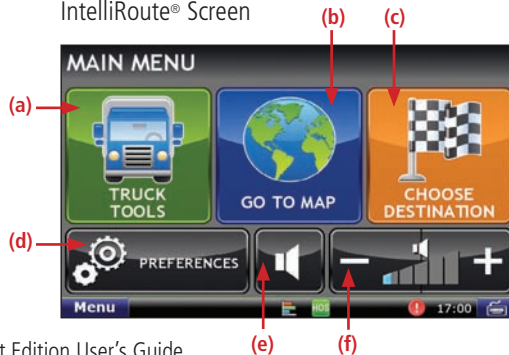 IntelliRoute® Screen
(b)
(c)
MAIN MENU
(a)
TRUCK
TOOLS
GO TO MAP
CHOOSE
DESTINATION
(d)
PREFERENCES
Menu
HOS
17:00
(e)
(f)
t Edition User's Guide